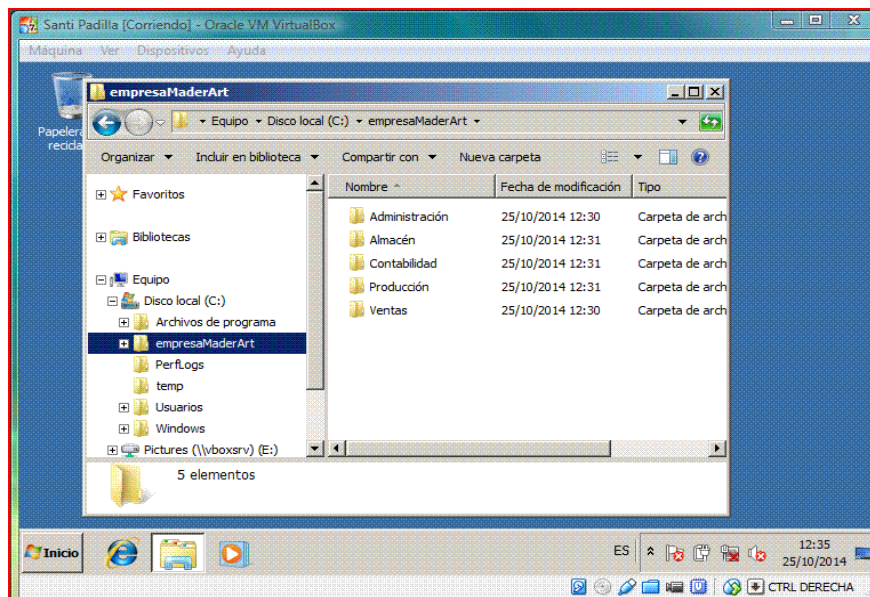 Santi Padilla [Corriendo] - Oracle VM VirtualBox
Máquina Ver Dispositivos Ayuda
Papelera
recicla
empresaMaderArt
Equipo Disco local (C:) empresaMaderArt
Organizar Incluir en biblioteca Compartir con Nueva carpeta
Favoritos
Bibliotecas
Equipo
Disco local (C:)
Archivos de programa
empresaMaderArt
PerfLogs
temp
Usuarios
Windows
Pictures (\\vboxsrv) (E:)
Nombre Fecha de modificación Tipo
Administración 25/10/2014 12:30 Carpeta de arch
Almacén 25/10/2014 12:31 Carpeta de arch
Contabilidad 25/10/2014 12:31 Carpeta de arch
Producción 25/10/2014 12:31 Carpeta de arch
Ventas 25/10/2014 12:30 Carpeta de arch
5 elementos
Inicio ES 12:35
25/10/2014
CTRL DERECHA